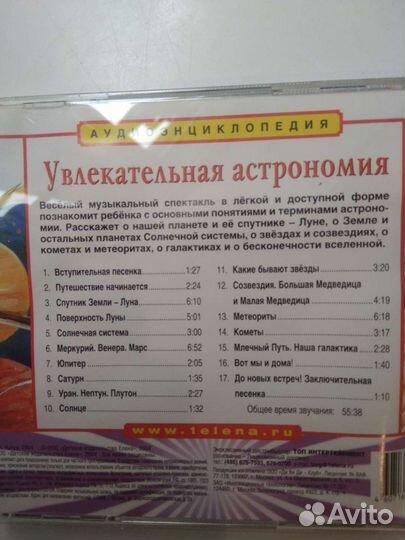 АУДИОЭНЦИКЛОПЕДИЯ
Увлекательная астрономия
Весёлый музыкальный спектакль в лёгкой и доступной форме
познакомит ребёнка с основными понятиями и терминами астроно-
мии. Расскажет о нашей планете и её спутнике – Луне, о Земле и
остальных планетах Солнечной системы, о звёздах и созвездиях, о
кометах и метеоритах, о галактиках и о бесконечности вселенной.
1. Вступительная песенка 1:27
2. Путешествие начинается 2:24
3. Спутник Земли – Луна 6:10
4. Поверхность Луны 5:01
5. Солнечная система 3:00
6. Меркурий. Венера. Марс 6:52
7. Юпитер 2:05
8. Сатурн 1:35
9. Уран. Нептун. Плутон 2:27
10. Солнце 1:32
11. Какие бывают звёзды 3:20
12. Созвездия. Большая Медведица
и Малая Медведица 4:19
13. Метеориты 6:18
14. Кометы 3:17
15. Млечный Путь. Наша галактика 2:28
16. Вот мы и дома! 1:40
17. До новых встреч! Заключительная
песенка 1:10
Общее время звучания: 55:38
www.1elena.ru
ТОП ИНТЕРТЕЙНМЕНТ
Avito